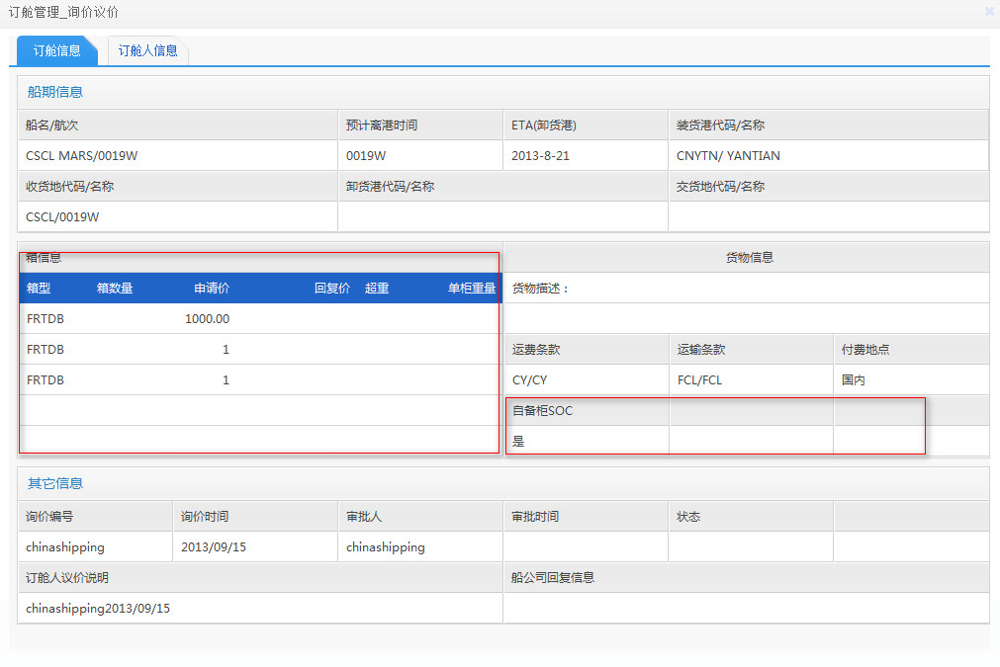 订舱管理_询价议价
订舱信息 订舱人信息
船期信息
船名/航次 预计离港时间 ETA(卸货港) 装货港代码/名称
CSCL MARS/0019W 0019W 2013-8-21 CNYTN/ YANTIAN
收货地代码/名称 卸货港代码/名称 交货地代码/名称
CSCL/0019W
箱信息 货物信息
箱型 箱数量 申请价 回复价 超重 单柜重量 货物描述：
FRTDB 1000.00
FRTDB 1 运费条款 运输条款 付费地点
FRTDB 1 CY/CY FCL/FCL 国内
自备柜SOC
是
其它信息
询价编号 询价时间 审批人 审批时间 状态
chinashipping 2013/09/15 chinashipping
订舱人议价说明 船公司回复信息
chinashipping2013/09/15